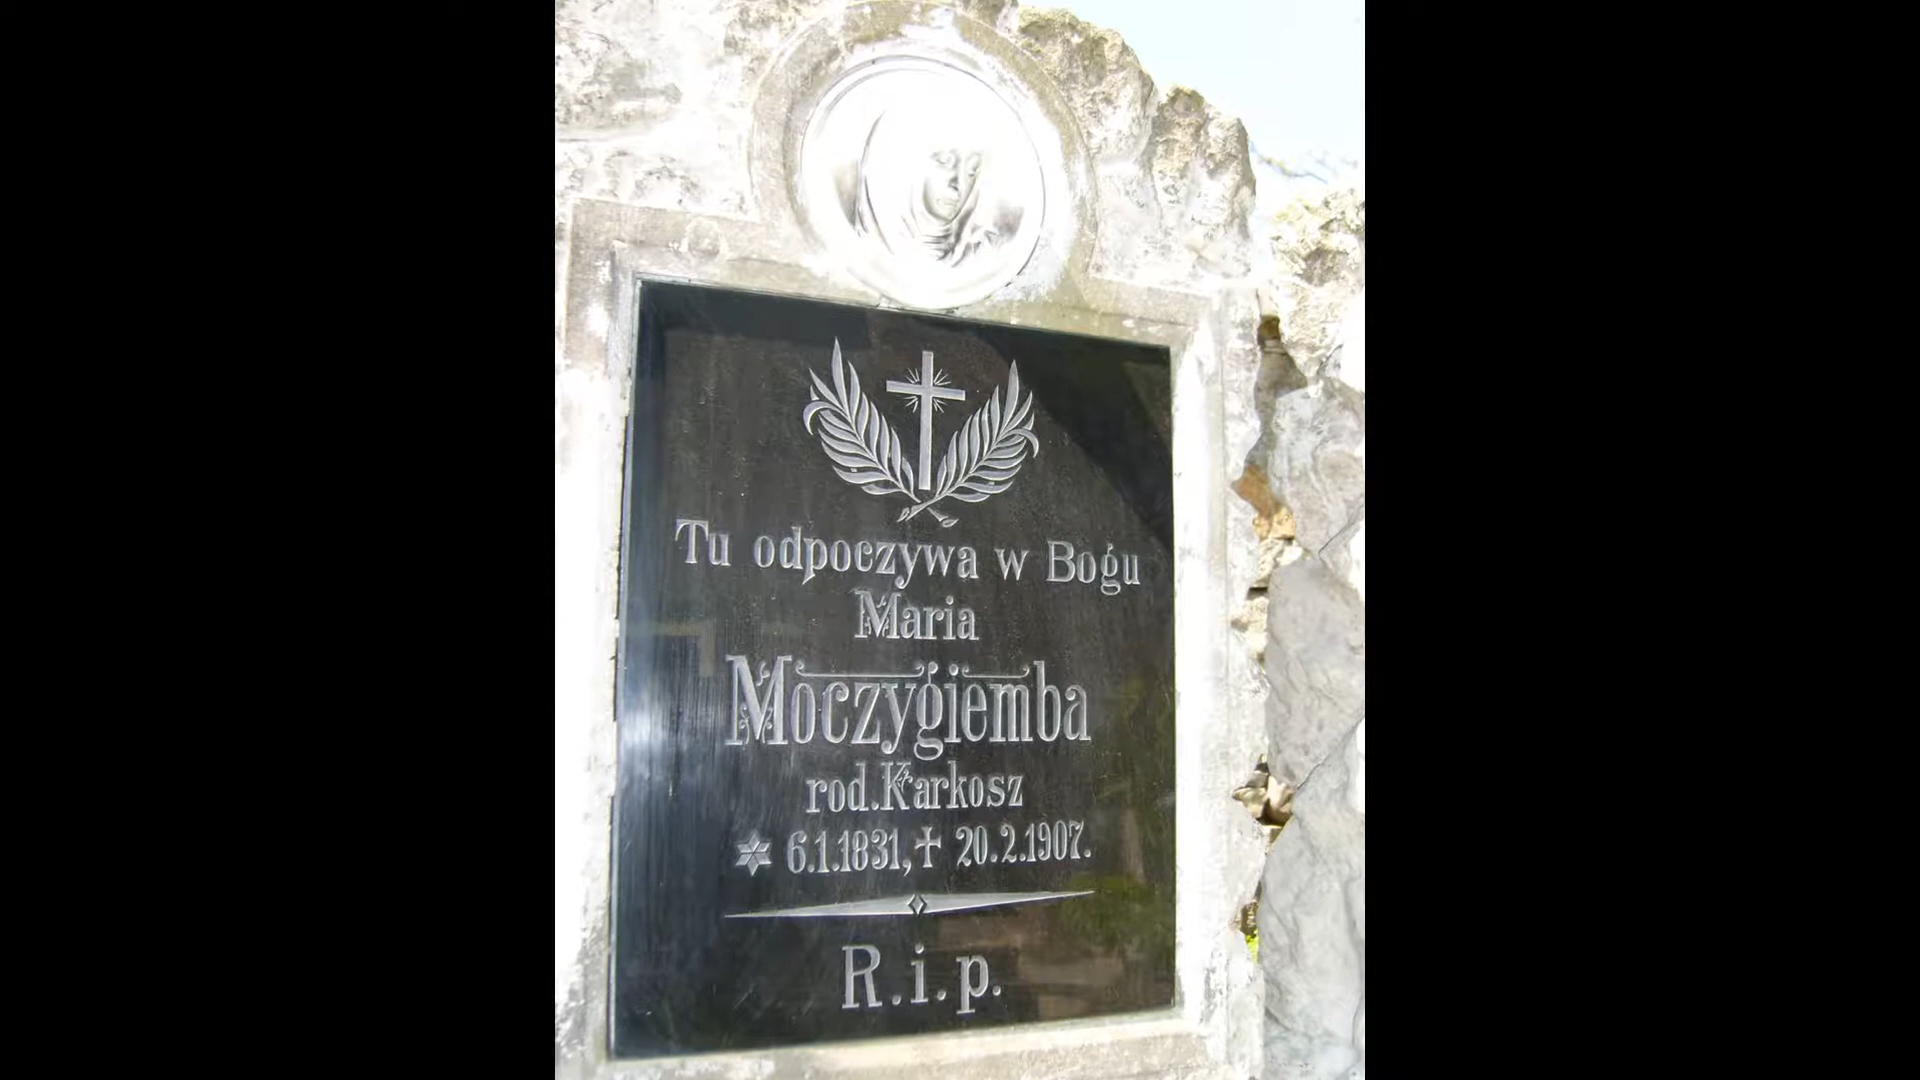 Tu odpoczywa w Bogu
Maria
Moczygiemba
rod. Karkosz
✶ 6.1.1831, ✝ 20.2.1907.
R.i.p.